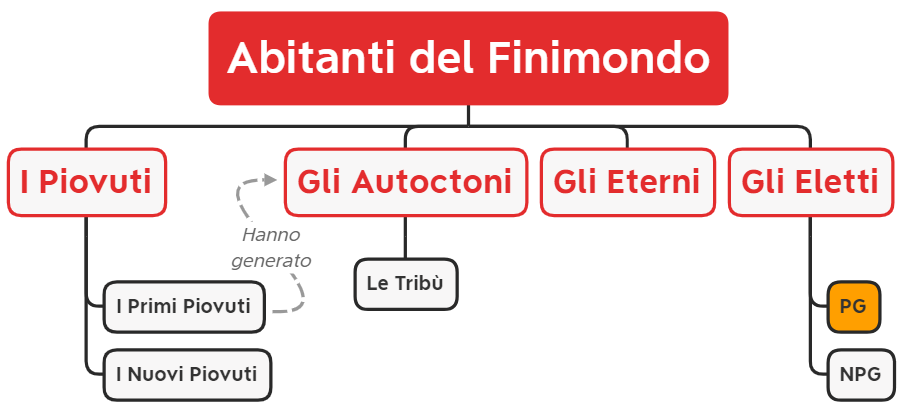 Abitanti del Finimondo
I Piovuti
Gli Autoctoni
Gli Eterni
Gli Eletti
Hanno
generato
Le Tribù
I Primi Piovuti
PG
I Nuovi Piovuti
NPG